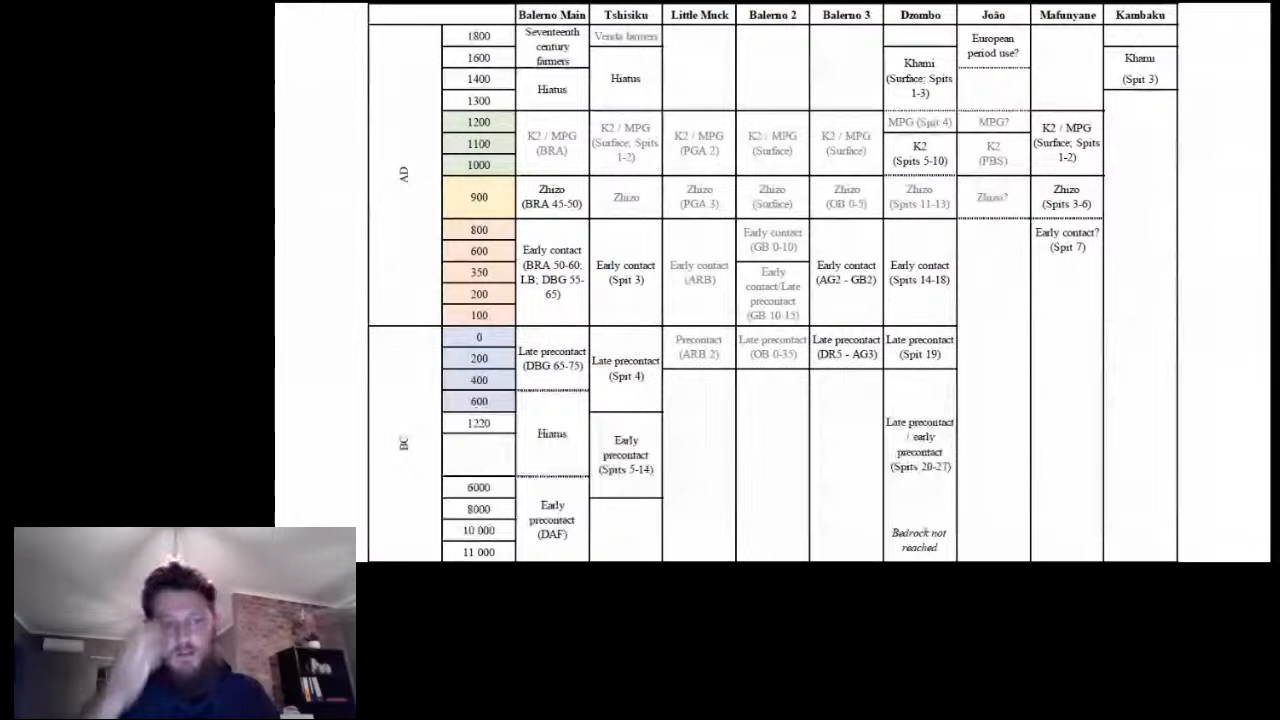 Balerno Main Tshisiku Little Muck Balerno 2 Balerno 3 Dzombo João Mafunyane Kambaku
AD
1800
1600
1400
1300
1200
1100
1000
900
800
600
350
200
100
BC
0
200
400
600
1220
6000
8000
10 000
11 000
Seventeenth
century
farmers
Hiatus
K2 / MPG
(BRA)
Zhizo
(BRA 45-50)
Early contact
(BRA 50-60;
LB; DBG 55-
65)
Late precontact
(DBG 65-75)
Hiatus
Early
precontact
(DAF)
Venda farmers
Hiatus
K2 / MPG
(Surface; Spits
1-2)
Zhizo
Early contact
(Spit 3)
Late precontact
(Spit 4)
Early
precontact
(Spits 5-14)
K2 / MPG
(PGA 2)
Zhizo
(PGA 3)
Early contact
(ARB)
Precontact
(ARB 2)
K2 / MPG
(Surface)
Zhizo
(Surface)
Early contact
(GB 0-10)
Early
contact/Late
precontact
(GB 10-15)
Late precontact
(OB 0-35)
K2 / MPG
(Surface)
Zhizo
(OB 0-5)
Early contact
(AG2 - GB2)
Late precontact
(DR5 - AG3)
Khami
(Surface; Spits
1-3)
MPG (Spit 4)
K2
(Spits 5-10)
Zhizo
(Spits 11-13)
Early contact
(Spits 14-18)
Late precontact
(Spit 19)
Late precontact
/ early
precontact
(Spits 20-27)
Bedrock not
reached
European
period use?
MPG?
K2
(PBS)
Zhizo?
K2 / MPG
(Surface; Spits
1-2)
Zhizo
(Spits 3-6)
Early contact?
(Spit 7)
Khami
(Spit 3)